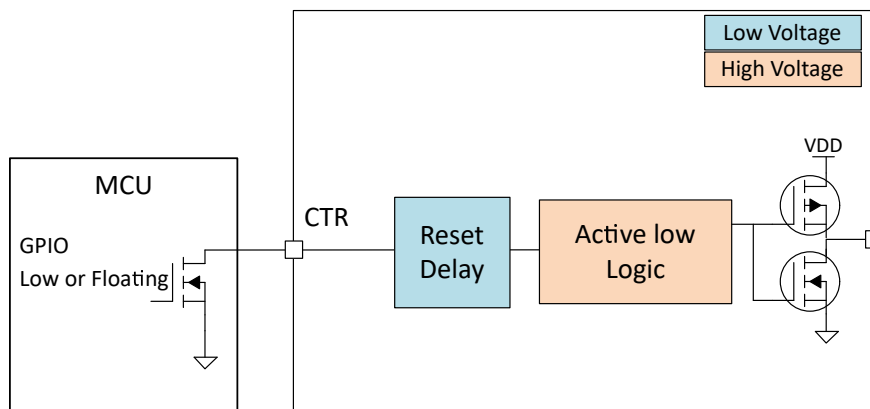 Low Voltage
High Voltage
VDD
MCU
CTR
GPIO
Low or Floating
Reset
Delay
Active low
Logic